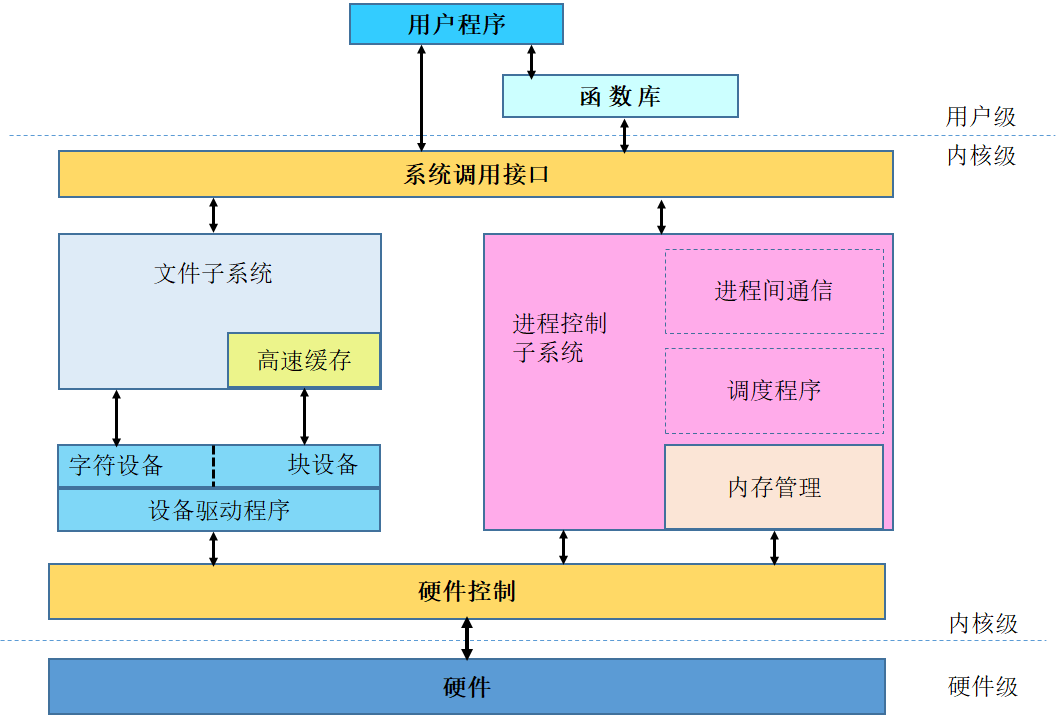 用户程序
函数库
用户级
内核级
系统调用接口
文件子系统
高速缓存
进程控制
子系统
进程间通信
调度程序
内存管理
字符设备
块设备
设备驱动程序
硬件控制
内核级
硬件
硬件级